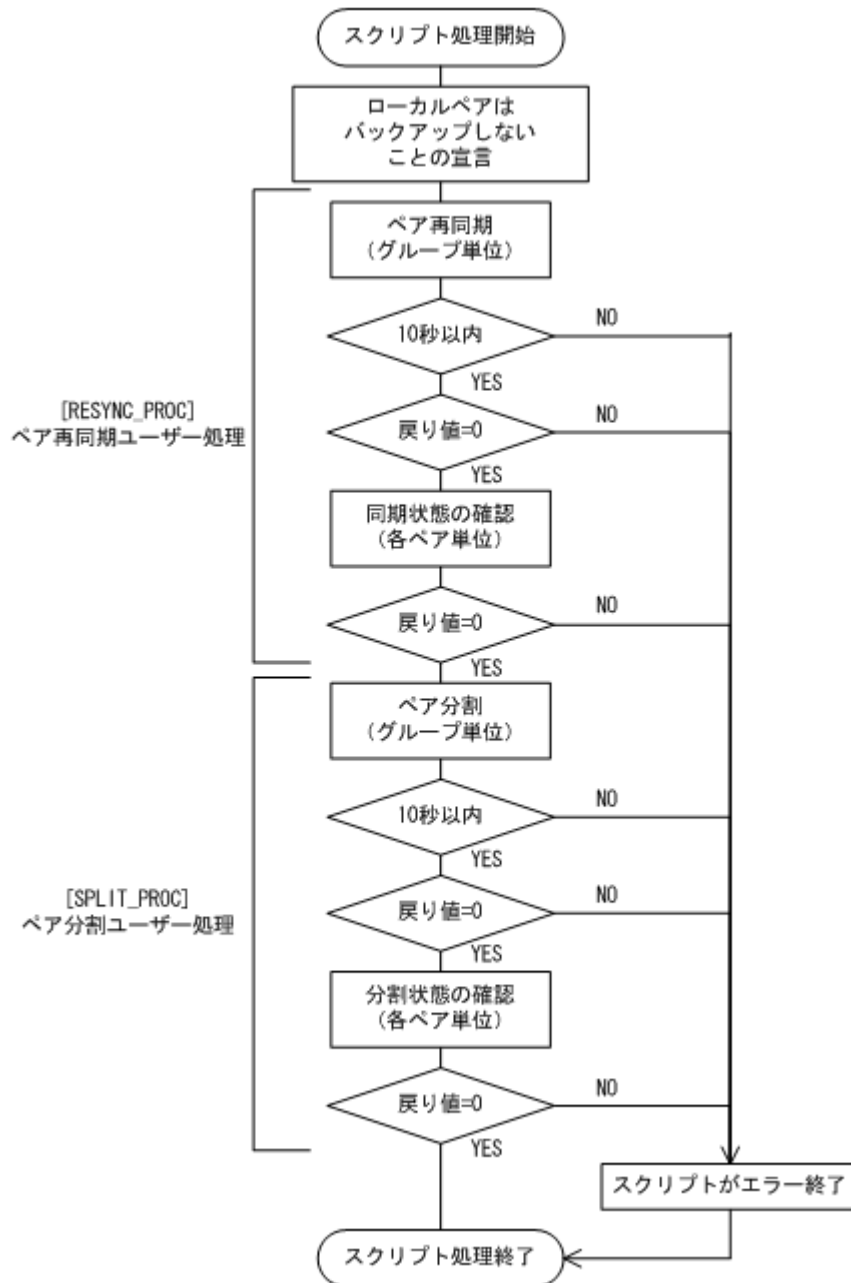 スクリプト処理開始
ローカルペアは
バックアップしない
ことの宣言
ペア再同期
(グループ単位)
10秒以内
NO
YES
[RESYNC_PROC]
ペア再同期ユーザー処理
戻り値=0
NO
YES
同期状態の確認
(各ペア単位)
戻り値=0
NO
YES
ペア分割
(グループ単位)
10秒以内
NO
YES
[SPLIT_PROC]
ペア分割ユーザー処理
戻り値=0
NO
YES
分割状態の確認
(各ペア単位)
戻り値=0
NO
YES
スクリプトがエラー終了
スクリプト処理終了